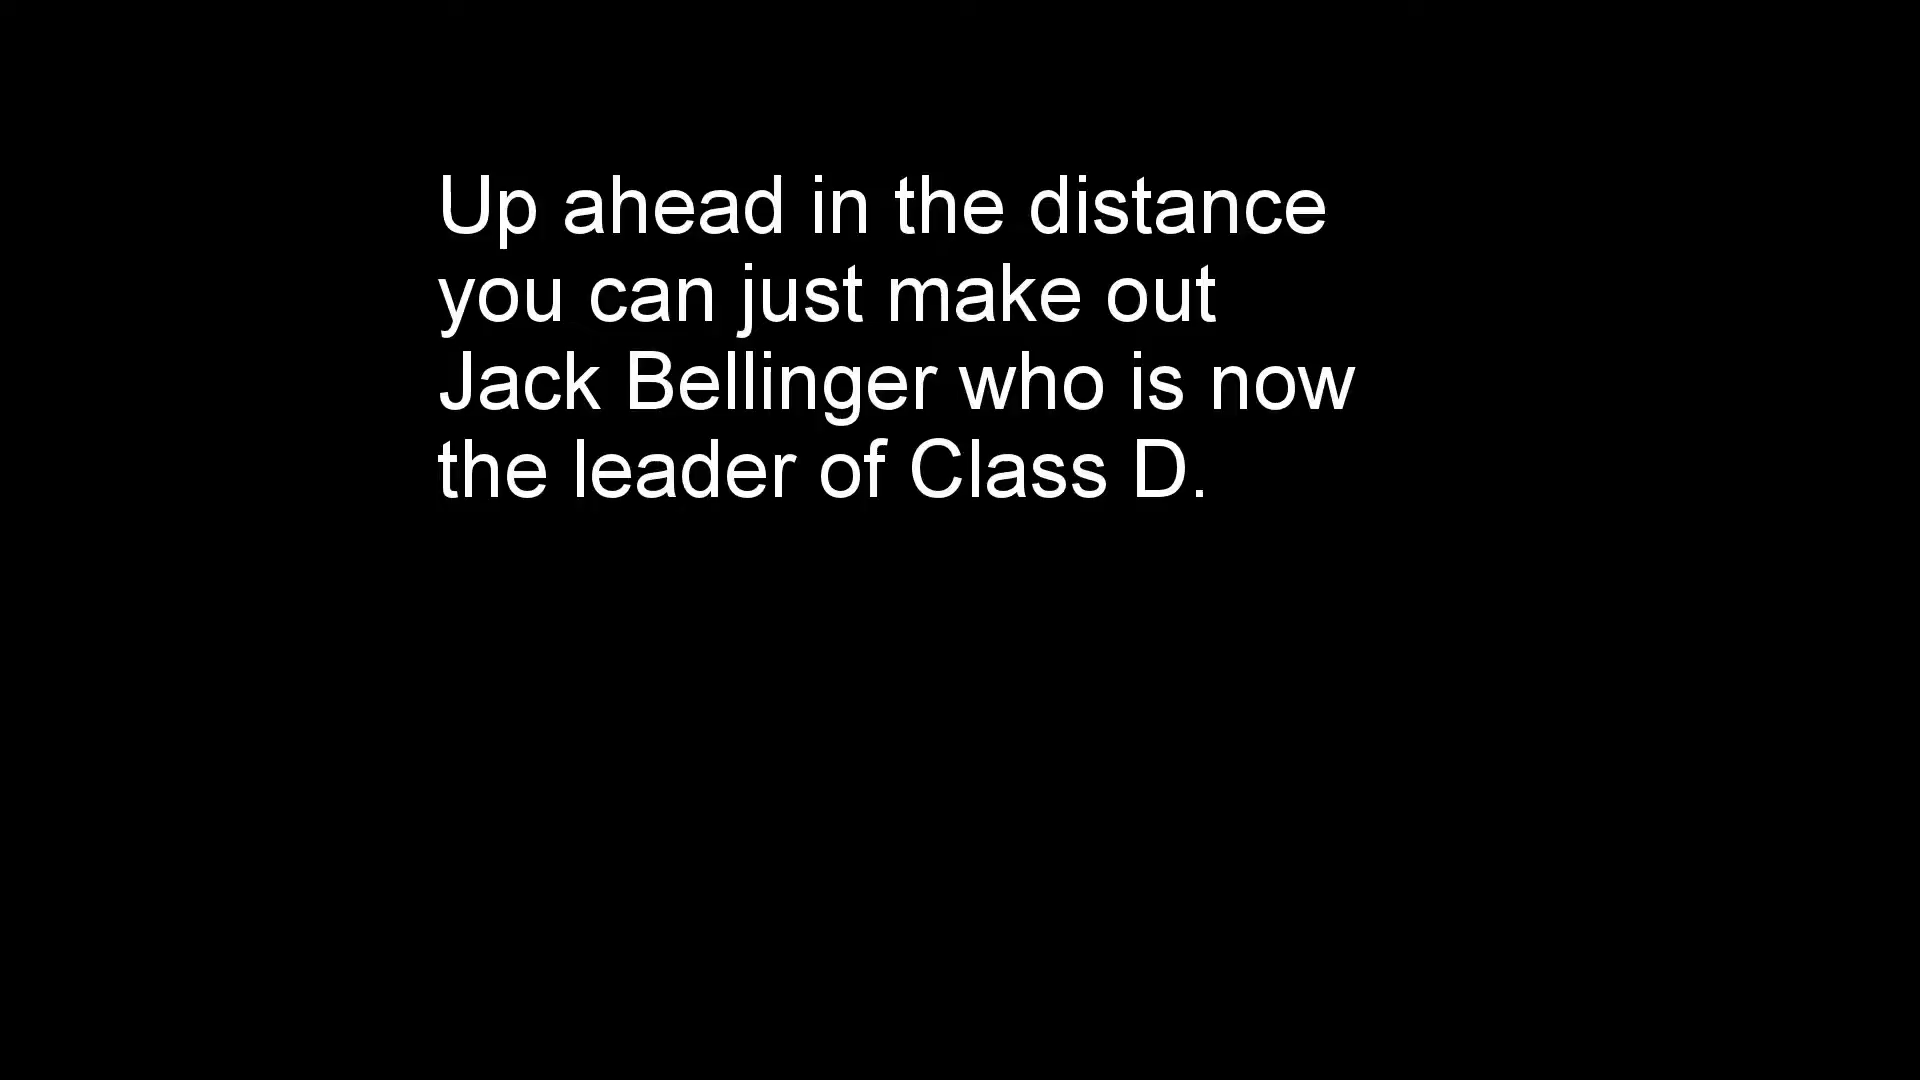 Up ahead in the distance
you can just make out
Jack Bellinger who is now
the leader of Class D.